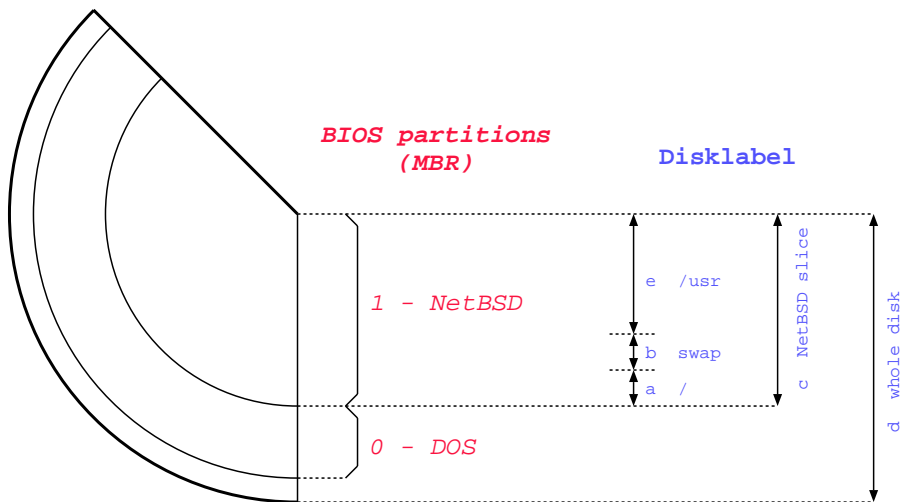 BIOS partitions
(MBR)
Disklabel
1 - NetBSD
0 - DOS
e /usr
b swap
a /
c NetBSD slice
d whole disk